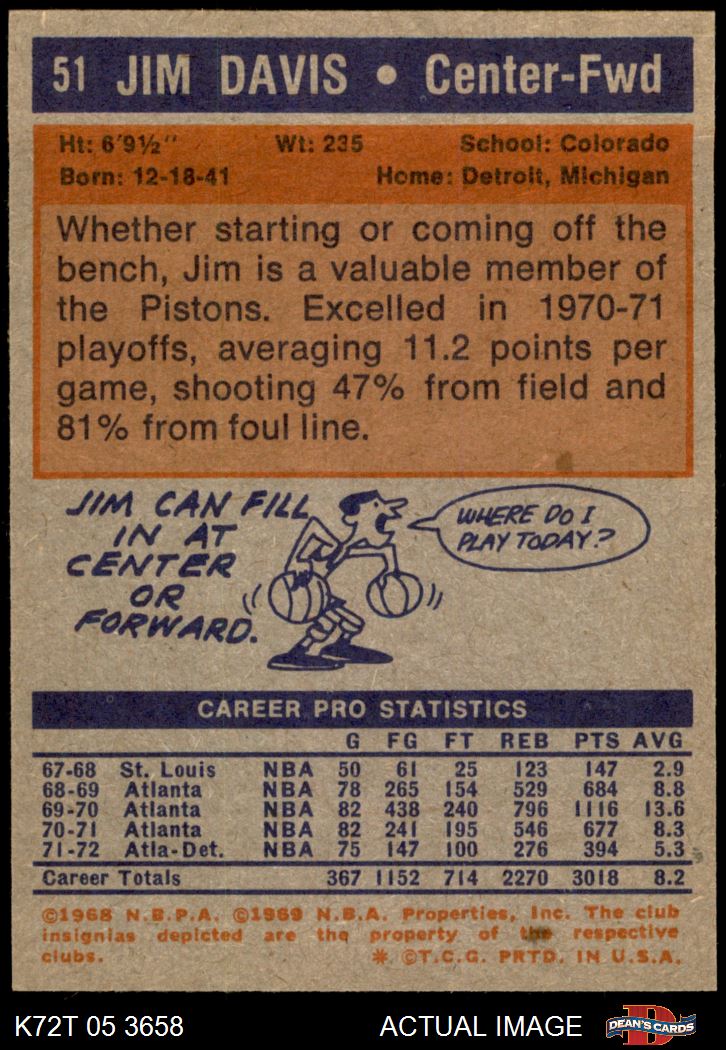 51 JIM DAVIS • Center-Fwd
Ht: 6'9½" Wt: 235 School: Colorado
Born: 12-18-41 Home: Detroit, Michigan
Whether starting or coming off the
bench, Jim is a valuable member of
the Pistons. Excelled in 1970-71
playoffs, averaging 11.2 points per
game, shooting 47% from field and
81% from foul line.
JIM CAN FILL
IN AT
CENTER
OR
FORWARD.
WHERE DO I
PLAY TODAY?
CAREER PRO STATISTICS
G FG FT REB PTS AVG
67-68 St. Louis NBA 50 61 25 123 147 2.9
68-69 Atlanta NBA 78 265 154 529 684 8.8
69-70 Atlanta NBA 82 438 240 796 1116 13.6
70-71 Atlanta NBA 82 241 195 546 677 8.3
71-72 Atla-Det. NBA 75 147 100 276 394 5.3
Career Totals 367 1152 714 2270 3018 8.2
©1968 N.B.P.A. ©1969 N.B.A. Properties, Inc. The club
insignias depicted are the property of the respective
clubs. * ©T.C.G. PRTD. IN U.S.A.
K72T 05 3658 ACTUAL IMAGE D DEAN'S CARDS